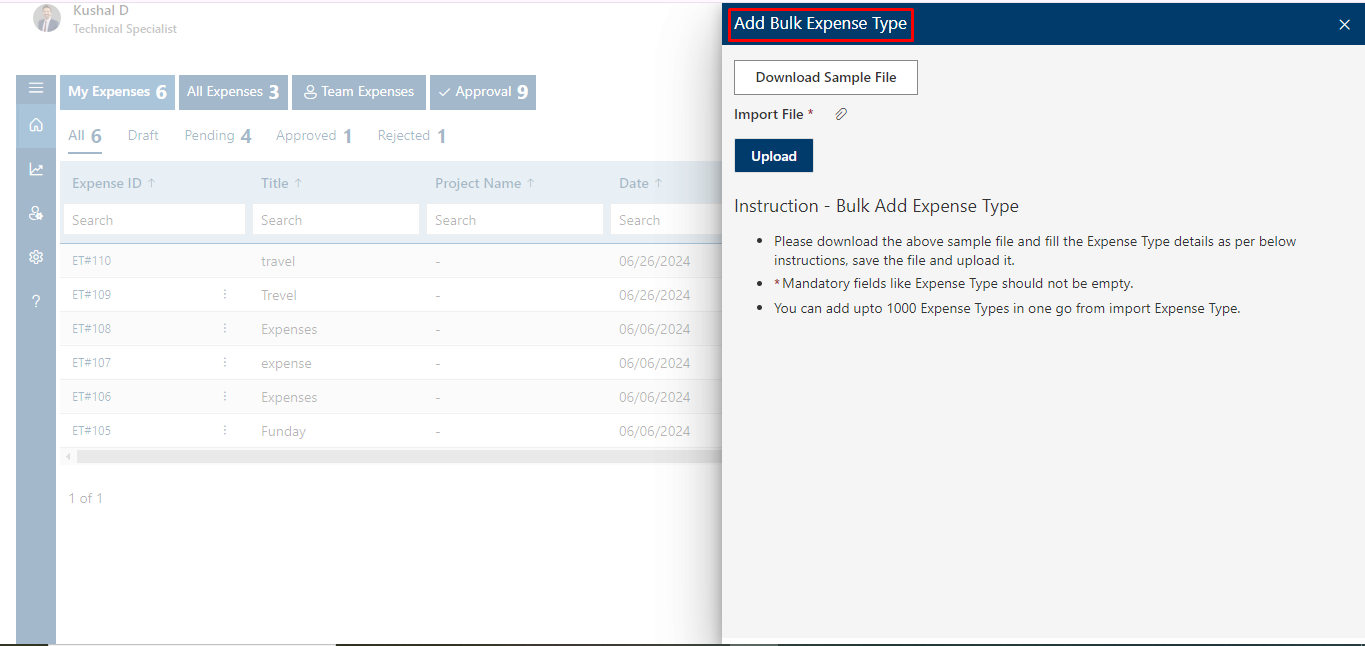 Kushal D
Technical Specialist
My Expenses 6
All Expenses 3
Team Expenses
Approval 9
All 6
Draft
Pending 4
Approved 1
Rejected 1
Expense ID
Title
Project Name
Date
Search
Search
Search
Search
ET#110 travel - 06/26/2024
ET#109 Trevel - 06/26/2024
ET#108 Expenses - 06/06/2024
ET#107 expense - 06/06/2024
ET#106 Expenses - 06/06/2024
ET#105 Funday - 06/06/2024
1 of 1
Add Bulk Expense Type
Download Sample File
Import File *
Upload
Instruction - Bulk Add Expense Type
• Please download the above sample file and fill the Expense Type details as per below
instructions, save the file and upload it.
• * Mandatory fields like Expense Type should not be empty.
• You can add upto 1000 Expense Types in one go from import Expense Type.